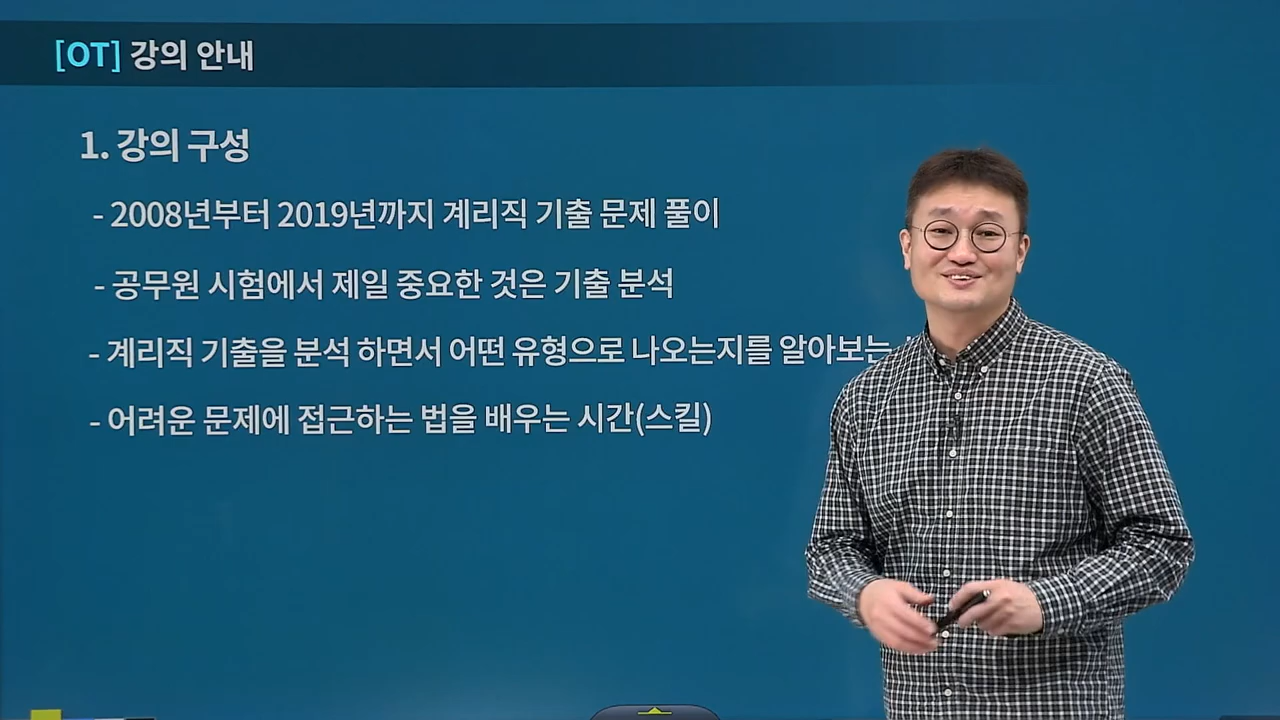 [OT] 강의 안내
1. 강의 구성
- 2008년부터 2019년까지 계리직 기출 문제 풀이
- 공무원 시험에서 제일 중요한 것은 기출 분석
- 계리직 기출을 분석 하면서 어떤 유형으로 나오는지를 알아보는
- 어려운 문제에 접근하는 법을 배우는 시간(스킬)